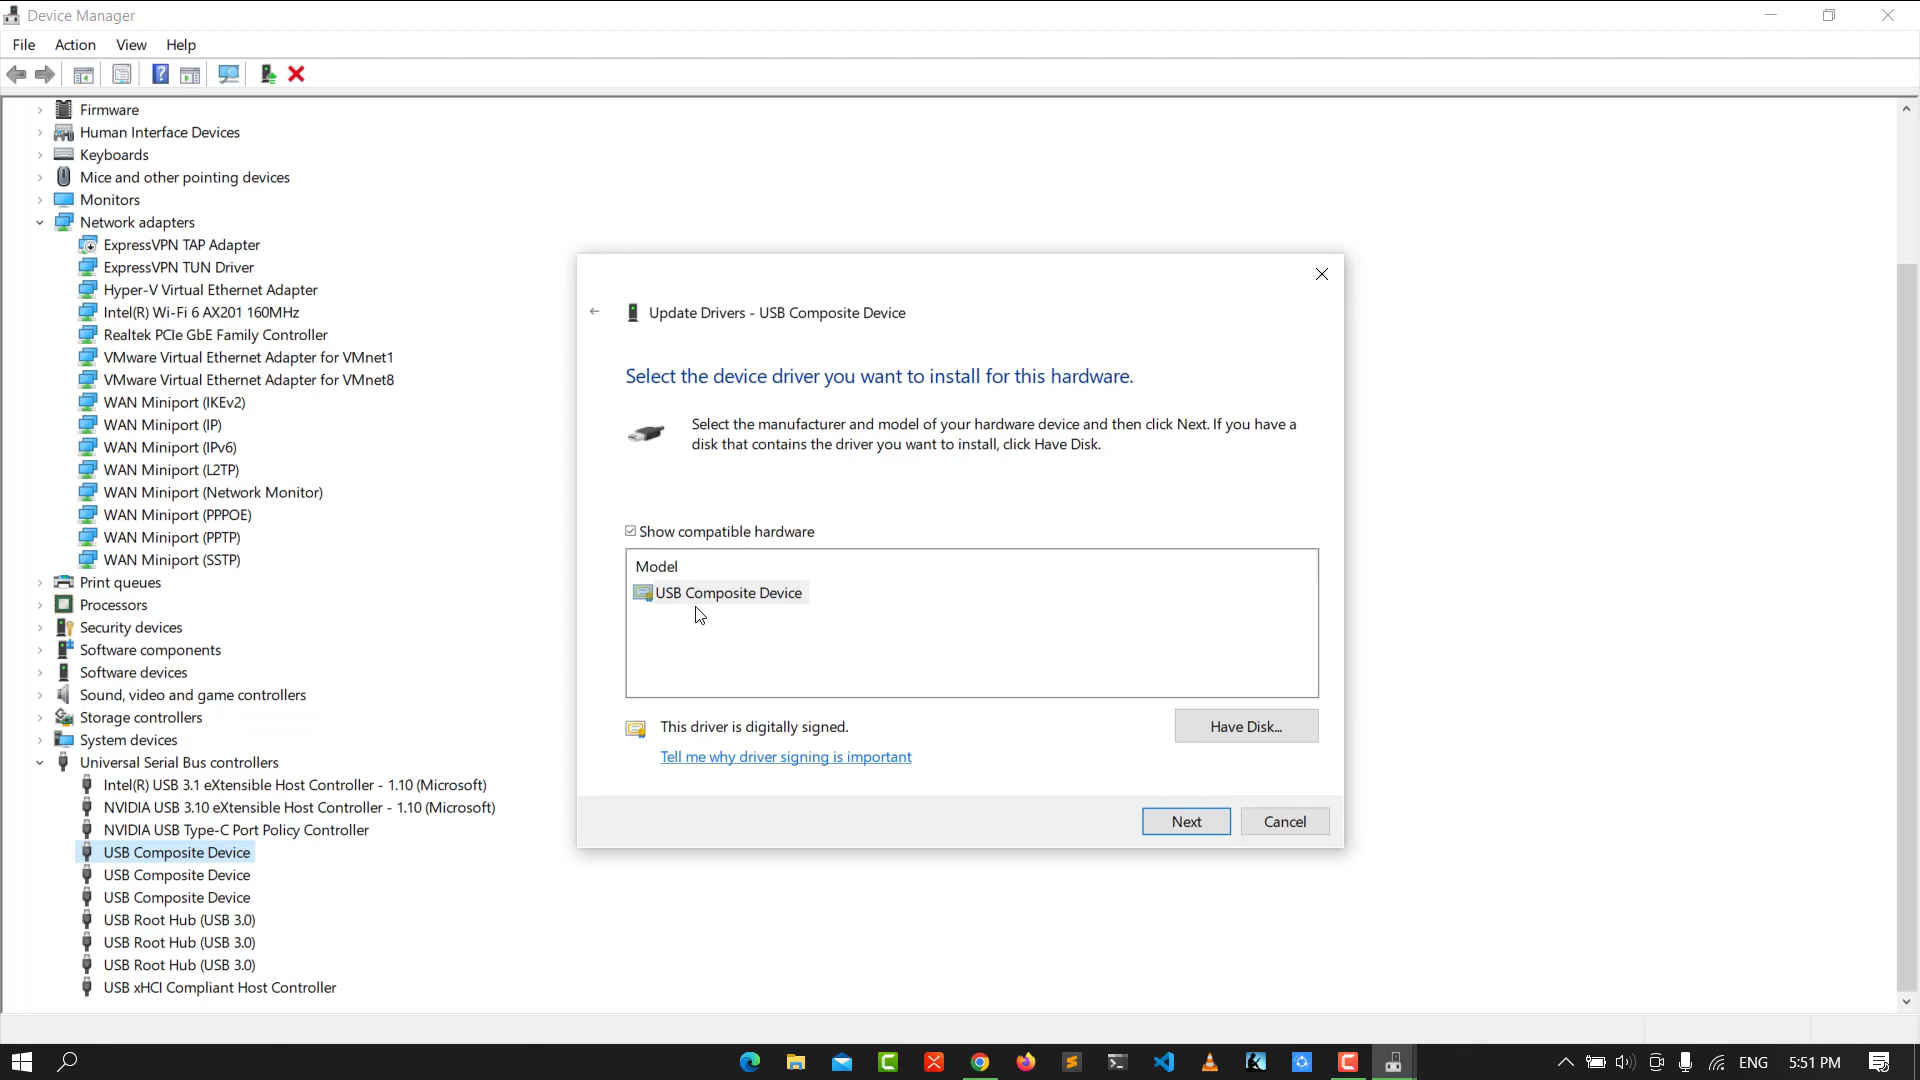 Device Manager
File Action View Help
Firmware
Human Interface Devices
Keyboards
Mice and other pointing devices
Monitors
Network adapters
ExpressVPN TAP Adapter
ExpressVPN TUN Driver
Hyper-V Virtual Ethernet Adapter
Intel(R) Wi-Fi 6 AX201 160MHz
Realtek PCIe GbE Family Controller
VMware Virtual Ethernet Adapter for VMnet1
VMware Virtual Ethernet Adapter for VMnet8
WAN Miniport (IKEv2)
WAN Miniport (IP)
WAN Miniport (IPv6)
WAN Miniport (L2TP)
WAN Miniport (Network Monitor)
WAN Miniport (PPPOE)
WAN Miniport (PPTP)
WAN Miniport (SSTP)
Print queues
Processors
Security devices
Software components
Software devices
Sound, video and game controllers
Storage controllers
System devices
Universal Serial Bus controllers
Intel(R) USB 3.1 eXtensible Host Controller - 1.10 (Microsoft)
NVIDIA USB 3.10 eXtensible Host Controller - 1.10 (Microsoft)
NVIDIA USB Type-C Port Policy Controller
USB Composite Device
USB Composite Device
USB Composite Device
USB Root Hub (USB 3.0)
USB Root Hub (USB 3.0)
USB Root Hub (USB 3.0)
USB xHCI Compliant Host Controller
Update Drivers - USB Composite Device
Select the device driver you want to install for this hardware.
Select the manufacturer and model of your hardware device and then click Next. If you have a
disk that contains the driver you want to install, click Have Disk.
Show compatible hardware
Model
USB Composite Device
This driver is digitally signed.
Have Disk...
Tell me why driver signing is important
Next Cancel
ENG 5:51 PM